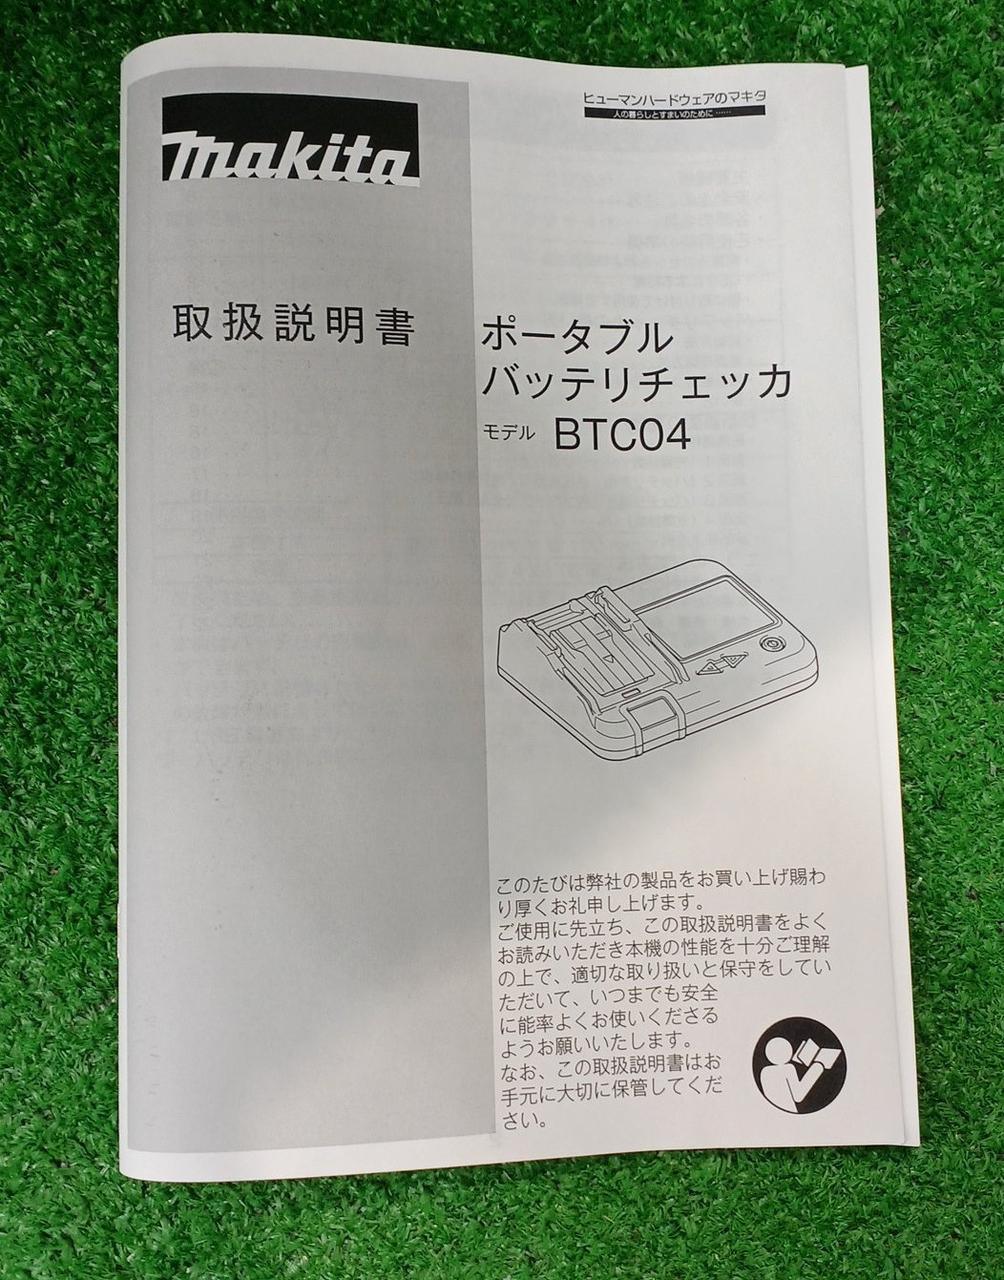 makita
ヒューマンハードウェアのマキタ
人の暮らしとすまいのために……
取扱説明書
ポータブル
バッテリチェッカ
モデル BTC04
このたびは弊社の製品をお買い上げ賜わ
り厚くお礼申し上げます。
ご使用に先立ち、この取扱説明書をよく
お読みいただき本機の性能を十分ご理解
の上で、適切な取り扱いと保守をしてい
ただいて、いつまでも安全
に能率よくお使いくださる
ようお願いいたします。
なお、この取扱説明書はお
手元に大切に保管してくだ
さい。